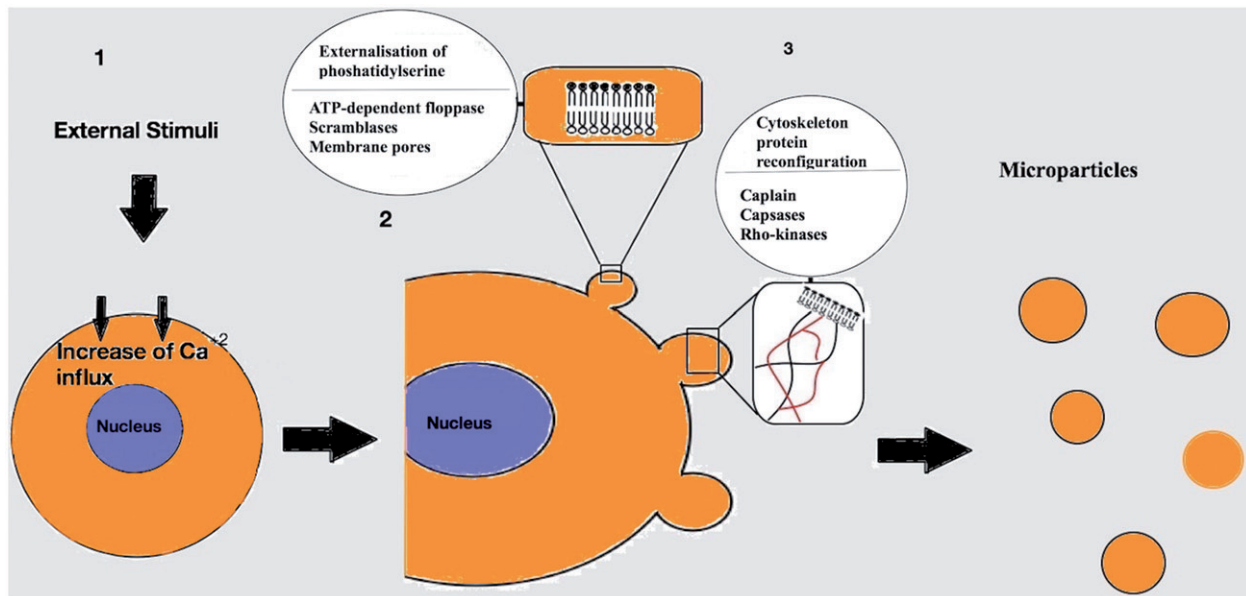 1
External Stimuli
Increase of Ca +2
influx
Nucleus
2
Externalisation of
phoshatidylserine
ATP-dependent floppase
Scramblases
Membrane pores
Nucleus
3
Cytoskeleton
protein
reconfiguration
Caplain
Capsases
Rho-kinases
Microparticles